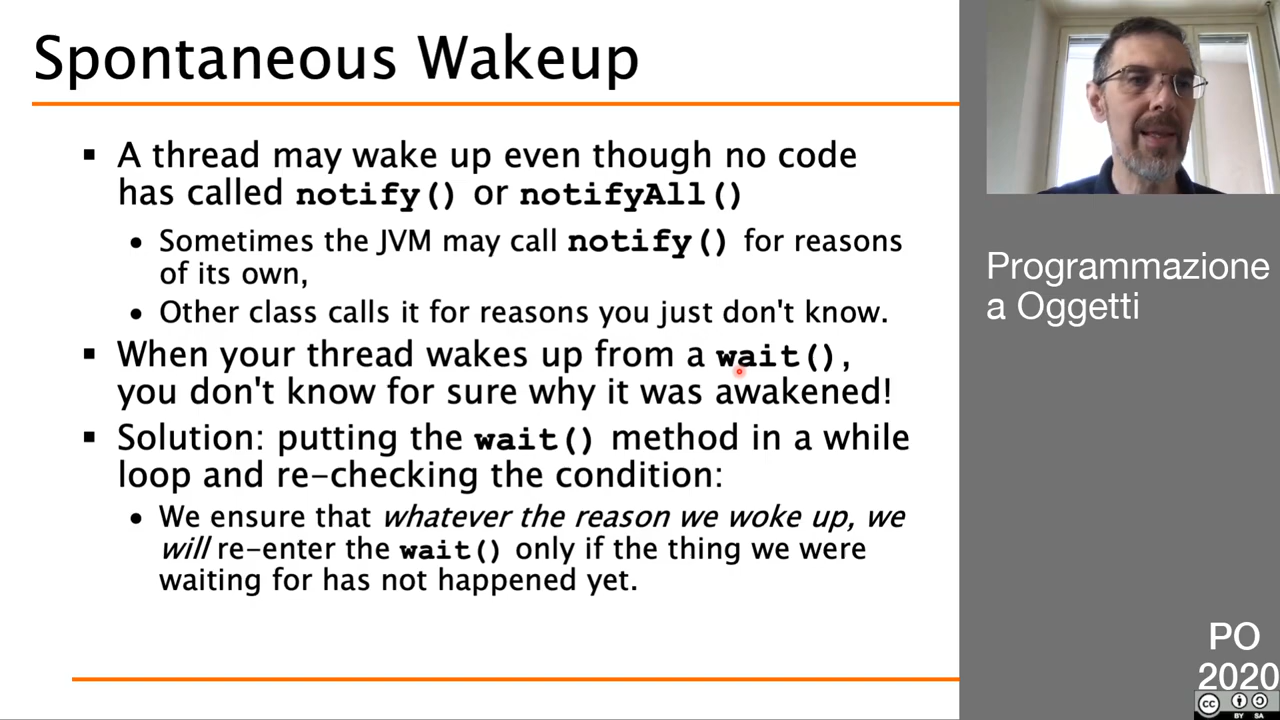 Spontaneous Wakeup
▪ A thread may wake up even though no code
has called notify() or notifyAll()
• Sometimes the JVM may call notify() for reasons
of its own,
• Other class calls it for reasons you just don't know.
▪ When your thread wakes up from a wait(),
you don't know for sure why it was awakened!
▪ Solution: putting the wait() method in a while
loop and re-checking the condition:
• We ensure that whatever the reason we woke up, we
will re-enter the wait() only if the thing we were
waiting for has not happened yet.
Programmazione
a Oggetti
PO
2020
cc
BY SA